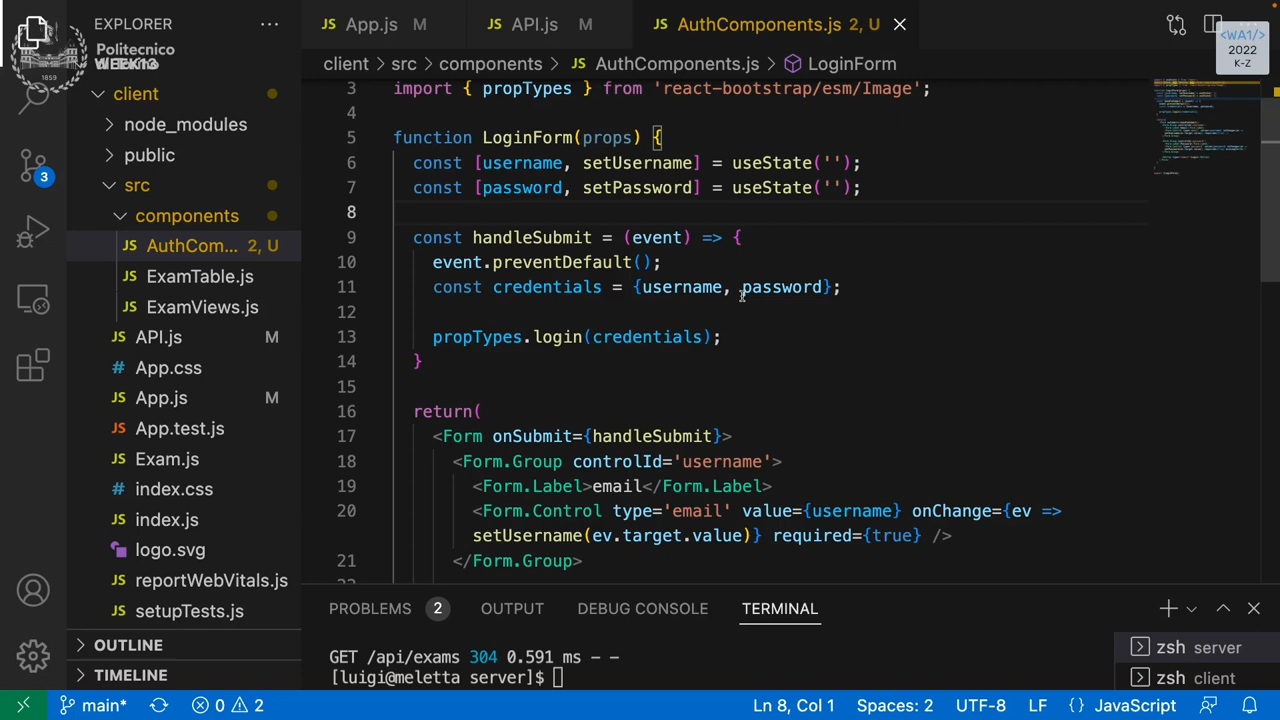 EXPLORER
Politecnico
1859
client
node_modules
public
src
components
AuthCom... 2, U
ExamTable.js
ExamViews.js
API.js M
App.css
App.js M
App.test.js
Exam.js
index.css
index.js
logo.svg
reportWebVitals.js
setupTests.js
OUTLINE
TIMELINE
3
App.js M
API.js M
AuthComponents.js 2, U
<WA1/>
2022
K-Z
client > src > components > AuthComponents.js > LoginForm
3 import { propTypes } from 'react-bootstrap/esm/Image';
4
5 function LoginForm(props) {
6 const [username, setUsername] = useState('');
7 const [password, setPassword] = useState('');
8
9 const handleSubmit = (event) => {
10 event.preventDefault();
11 const credentials = {username, password};
12
13 propTypes.login(credentials);
14 }
15
16 return(
17 <Form onSubmit={handleSubmit}>
18 <Form.Group controlId='username'>
19 <Form.Label>email</Form.Label>
20 <Form.Control type='email' value={username} onChange={ev =>
setUsername(ev.target.value)} required={true} />
21 </Form.Group>
PROBLEMS 2 OUTPUT DEBUG CONSOLE TERMINAL
GET /api/exams 304 0.591 ms - -
[luigi@meletta server]$
zsh server
zsh client
main* 0 2 Ln 8, Col 1 Spaces: 2 UTF-8 LF {} JavaScript